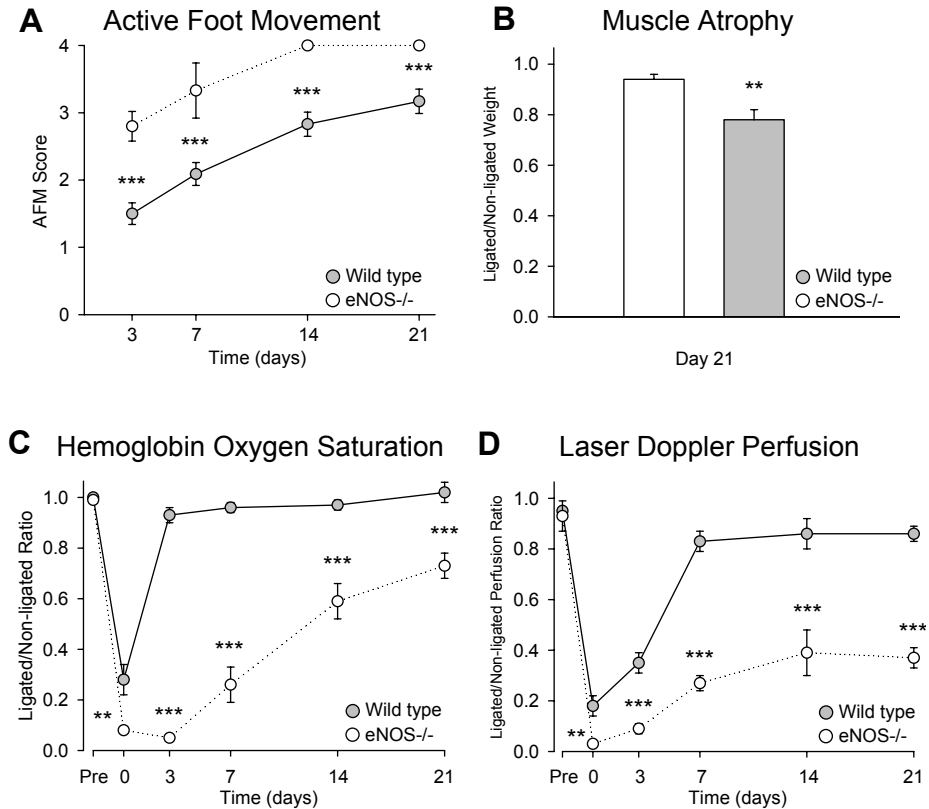 A Active Foot Movement
4
3
2
1
0
AFM Score
***
***
***
***
Wild type
eNOS-/-
3 7 14 21
Time (days)
B Muscle Atrophy
1.0
0.8
0.6
0.4
0.2
0.0
Ligated/Non-ligated Weight
**
Wild type
eNOS-/-
Day 21
C Hemoglobin Oxygen Saturation
1.0
0.8
0.6
0.4
0.2
0.0
Ligated/Non-ligated Ratio
**
***
***
***
***
Wild type
eNOS-/-
Pre 0 3 7 14 21
Time (days)
D Laser Doppler Perfusion
1.0
0.8
0.6
0.4
0.2
0.0
Ligated/Non-ligated Perfusion Ratio
**
***
***
***
***
Wild type
eNOS-/-
Pre 0 3 7 14 21
Time (days)